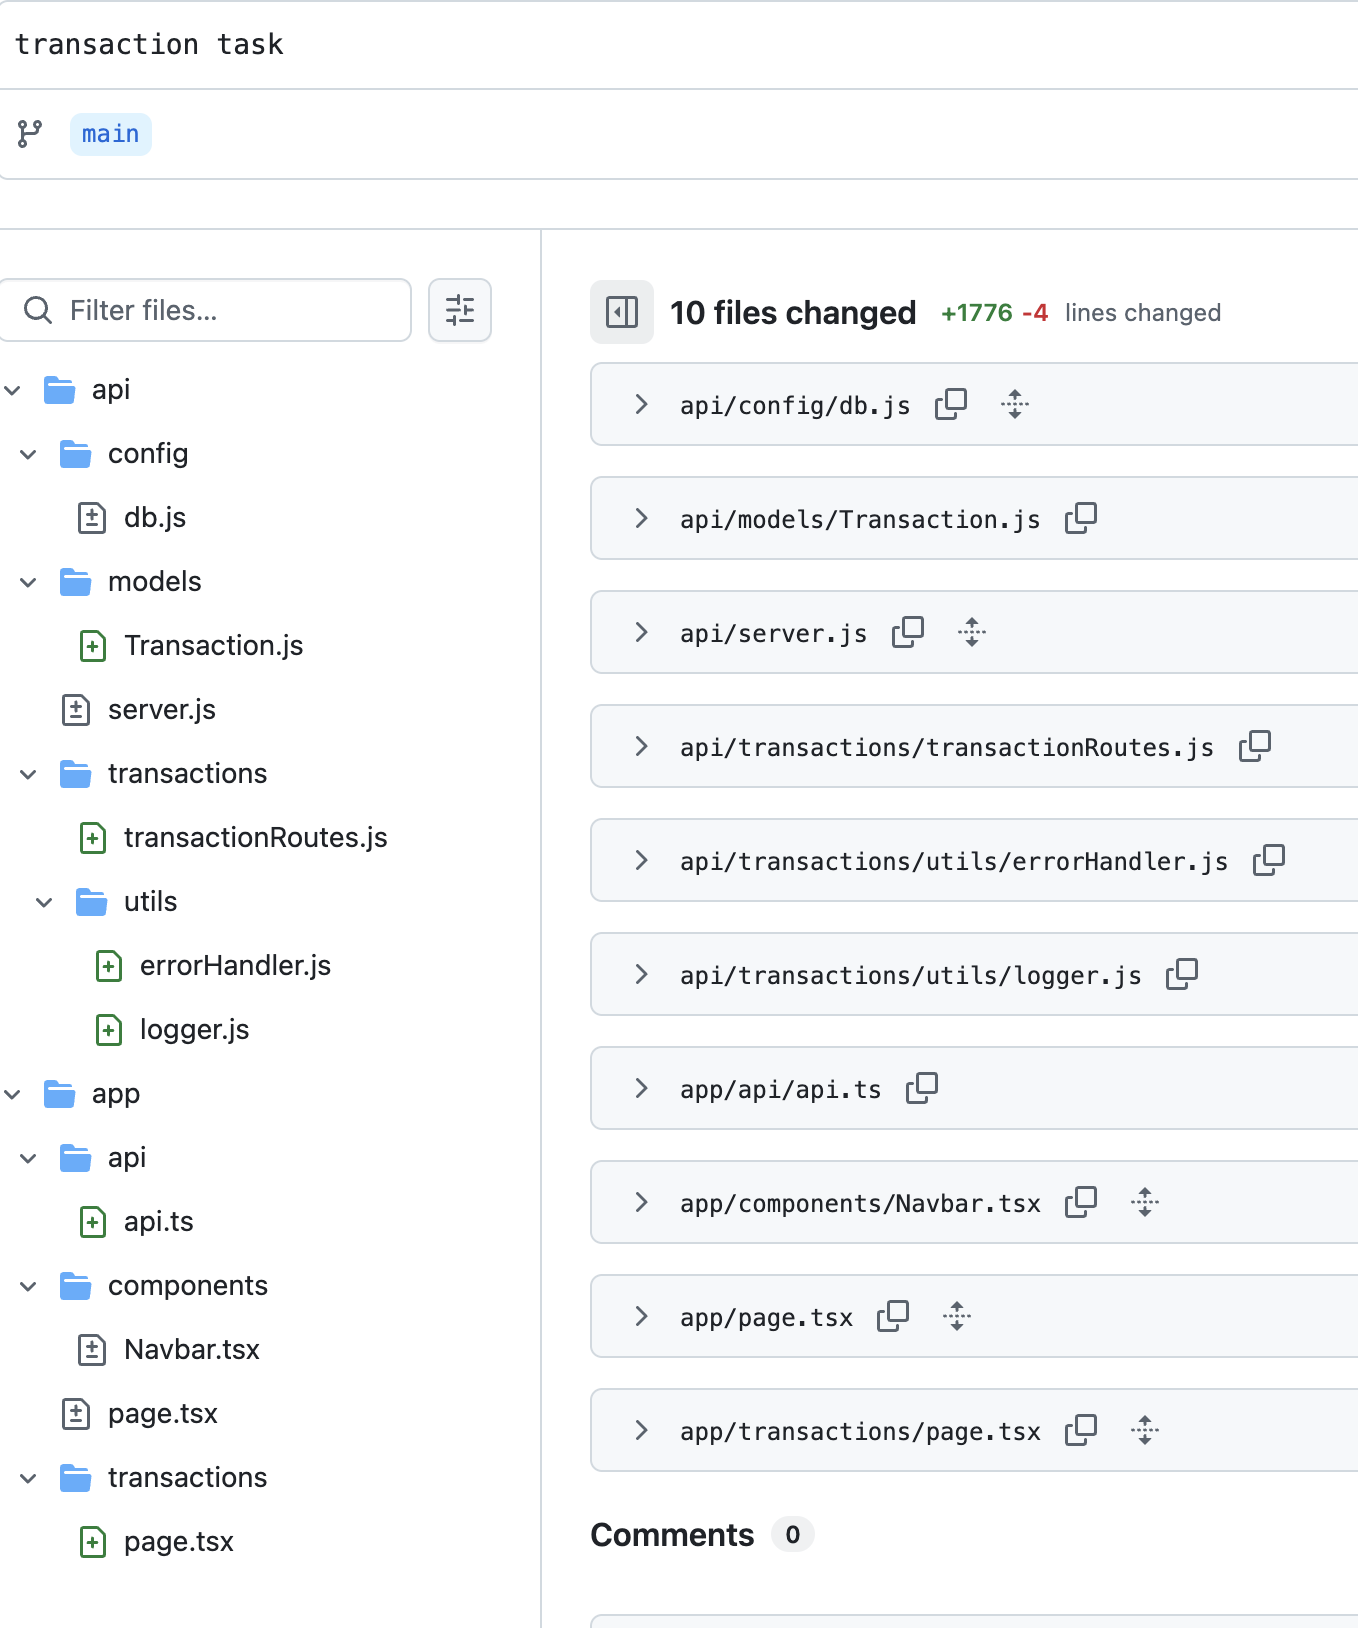 transaction task
main
Filter files...
api
config
db.js
models
Transaction.js
server.js
transactions
transactionRoutes.js
utils
errorHandler.js
logger.js
app
api
api.ts
components
Navbar.tsx
page.tsx
transactions
page.tsx
10 files changed +1776 -4 lines changed
api/config/db.js
api/models/Transaction.js
api/server.js
api/transactions/transactionRoutes.js
api/transactions/utils/errorHandler.js
api/transactions/utils/logger.js
app/api/api.ts
app/components/Navbar.tsx
app/page.tsx
app/transactions/page.tsx
Comments 0